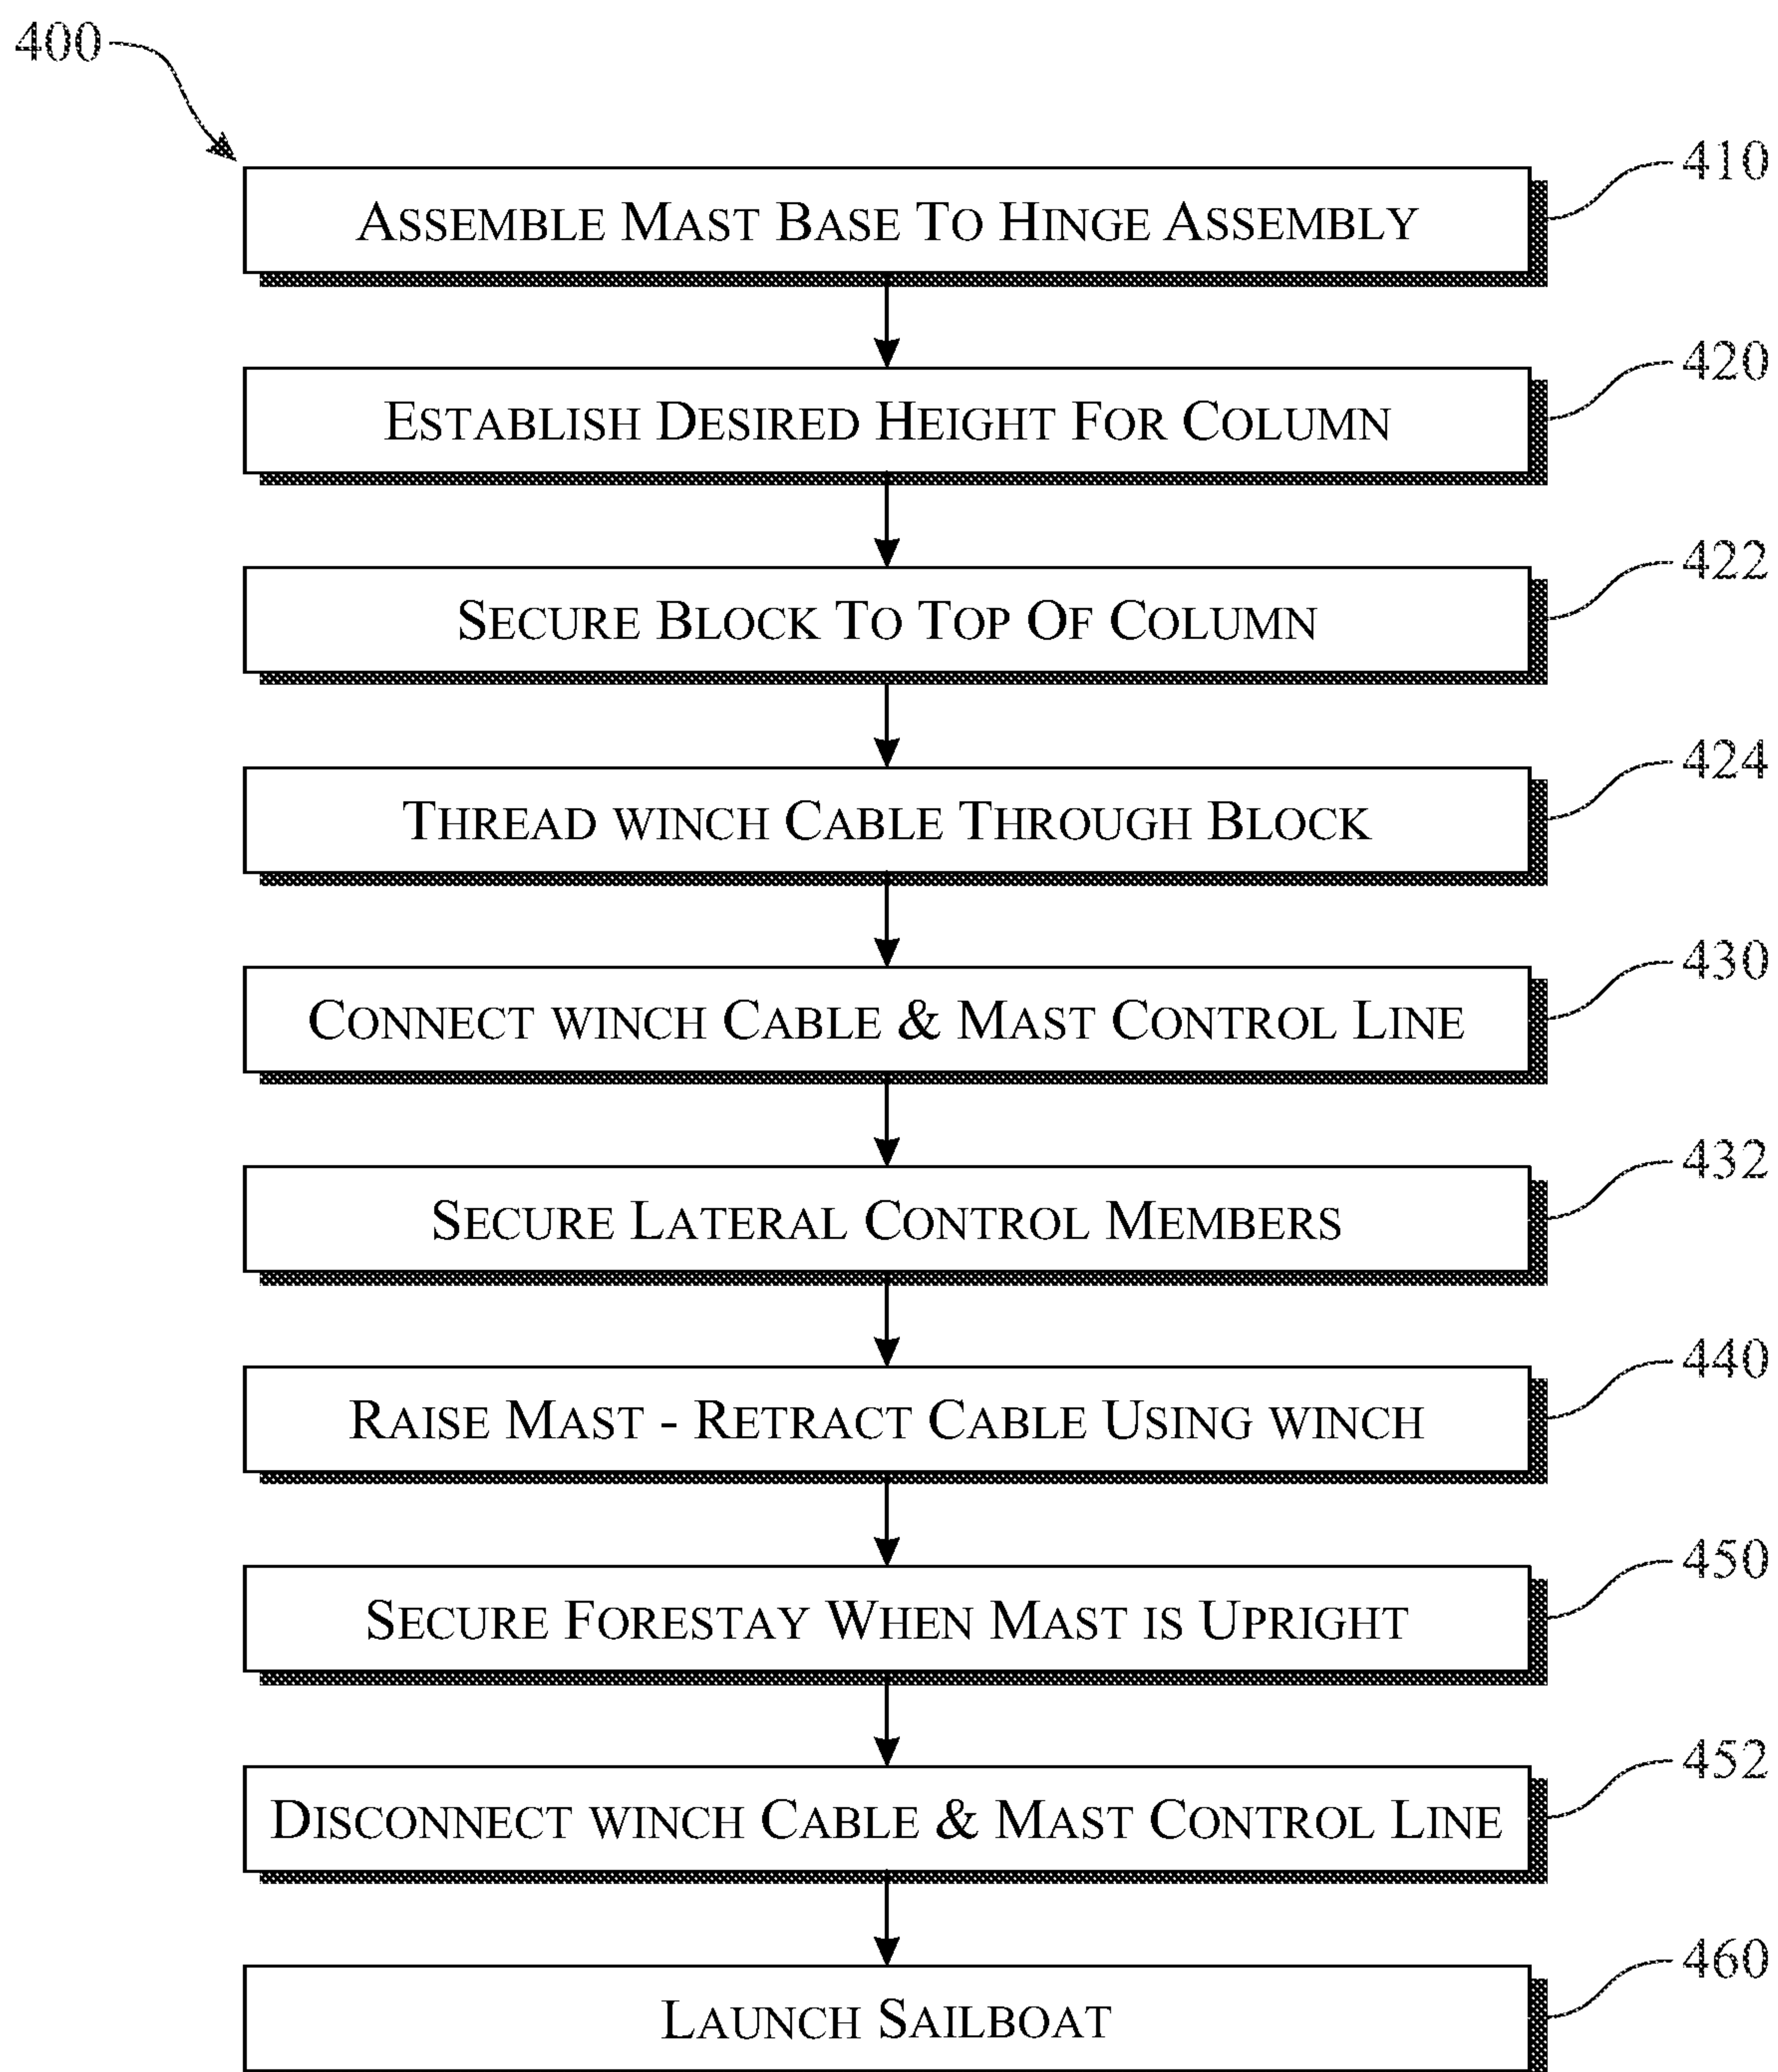 400
ASSEMBLE MAST BASE TO HINGE ASSEMBLY 410
ESTABLISH DESIRED HEIGHT FOR COLUMN 420
SECURE BLOCK TO TOP OF COLUMN 422
THREAD WINCH CABLE THROUGH BLOCK 424
CONNECT WINCH CABLE & MAST CONTROL LINE 430
SECURE LATERAL CONTROL MEMBERS 432
RAISE MAST - RETRACT CABLE USING WINCH 440
SECURE FORESTAY WHEN MAST IS UPRIGHT 450
DISCONNECT WINCH CABLE & MAST CONTROL LINE 452
LAUNCH SAILBOAT 460